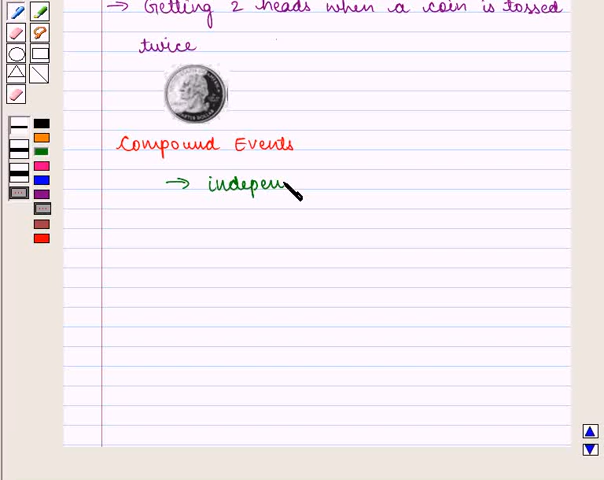 → Getting 2 heads when a coin is tossed
twice
Compound Events
→ indepen